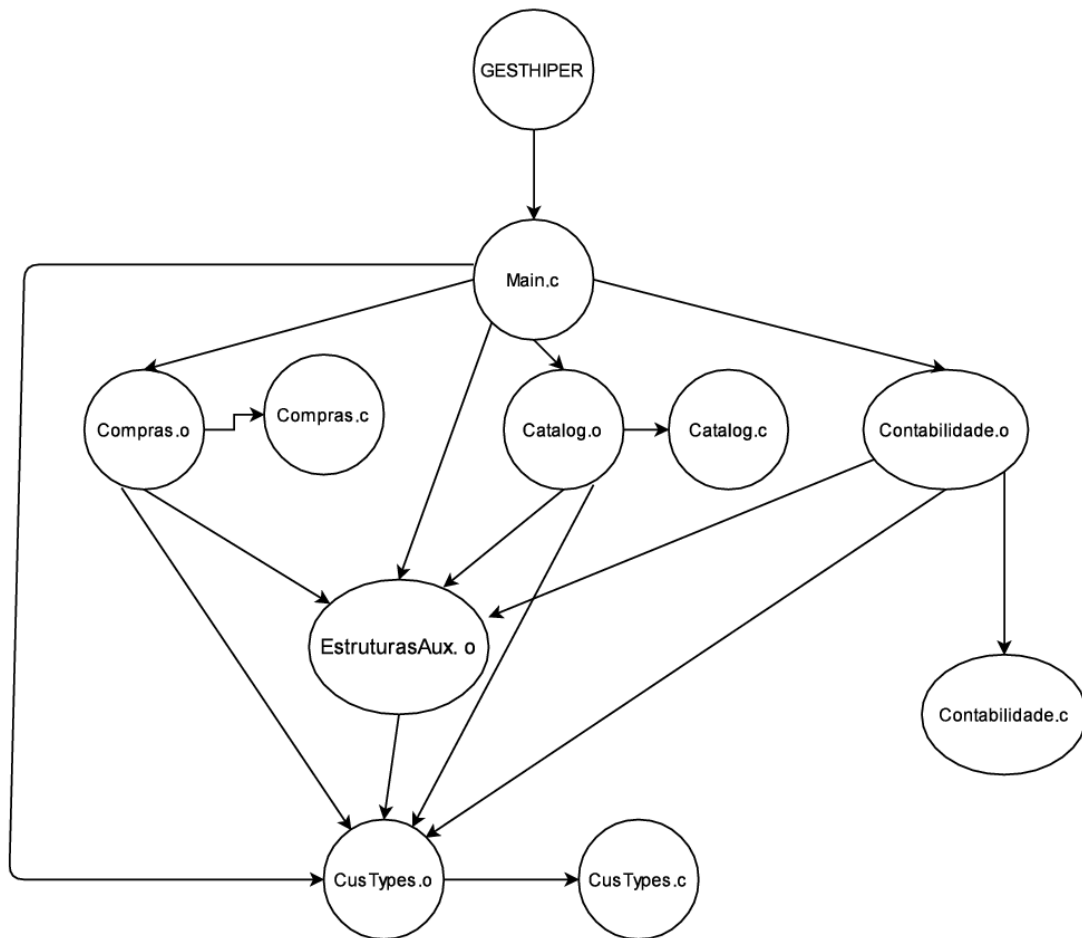 GESTHIPER
Main.c
Compras.o
Compras.c
Catalog.o
Catalog.c
Contabilidade.o
EstruturasAux. o
Contabilidade.c
CusTypes.o
CusTypes.c